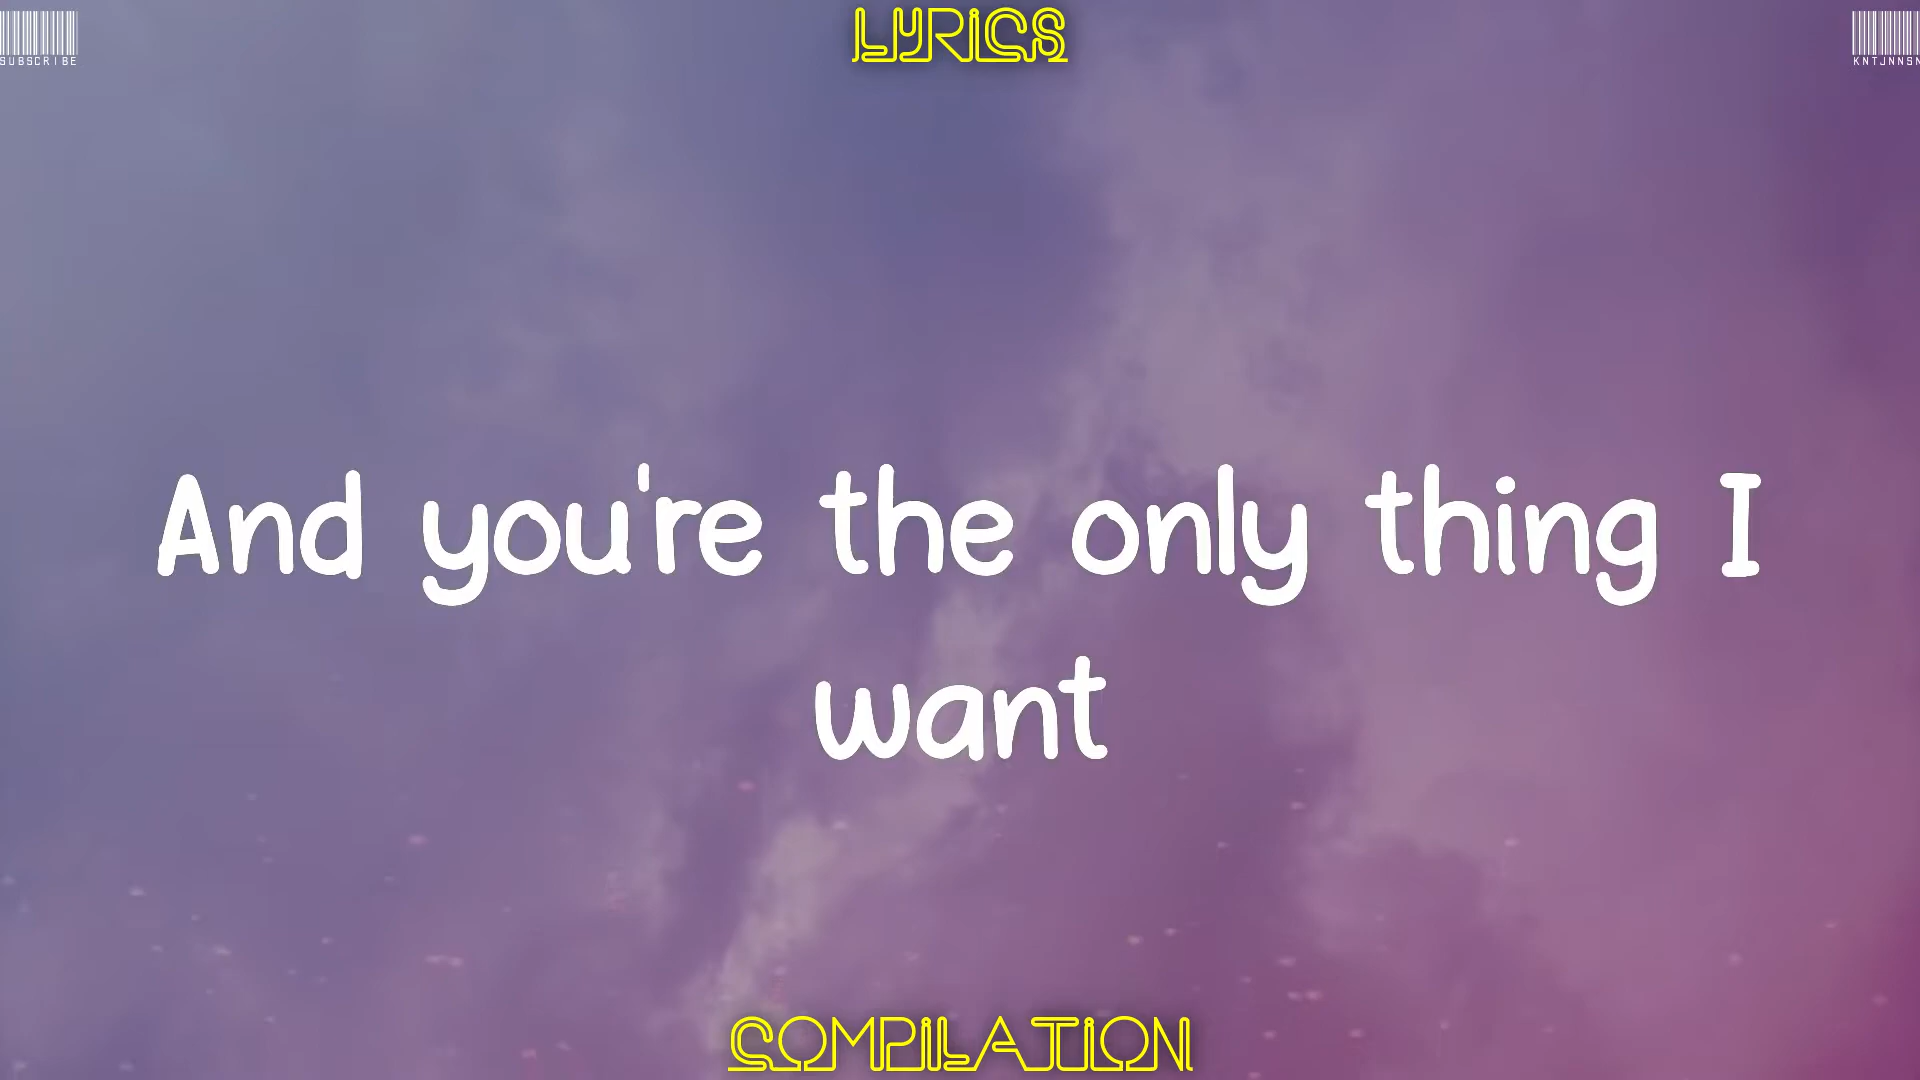 LYRICS
SUBSCRIBE
KNTJNNSN
And you're the only thing I
want
COMPILATION